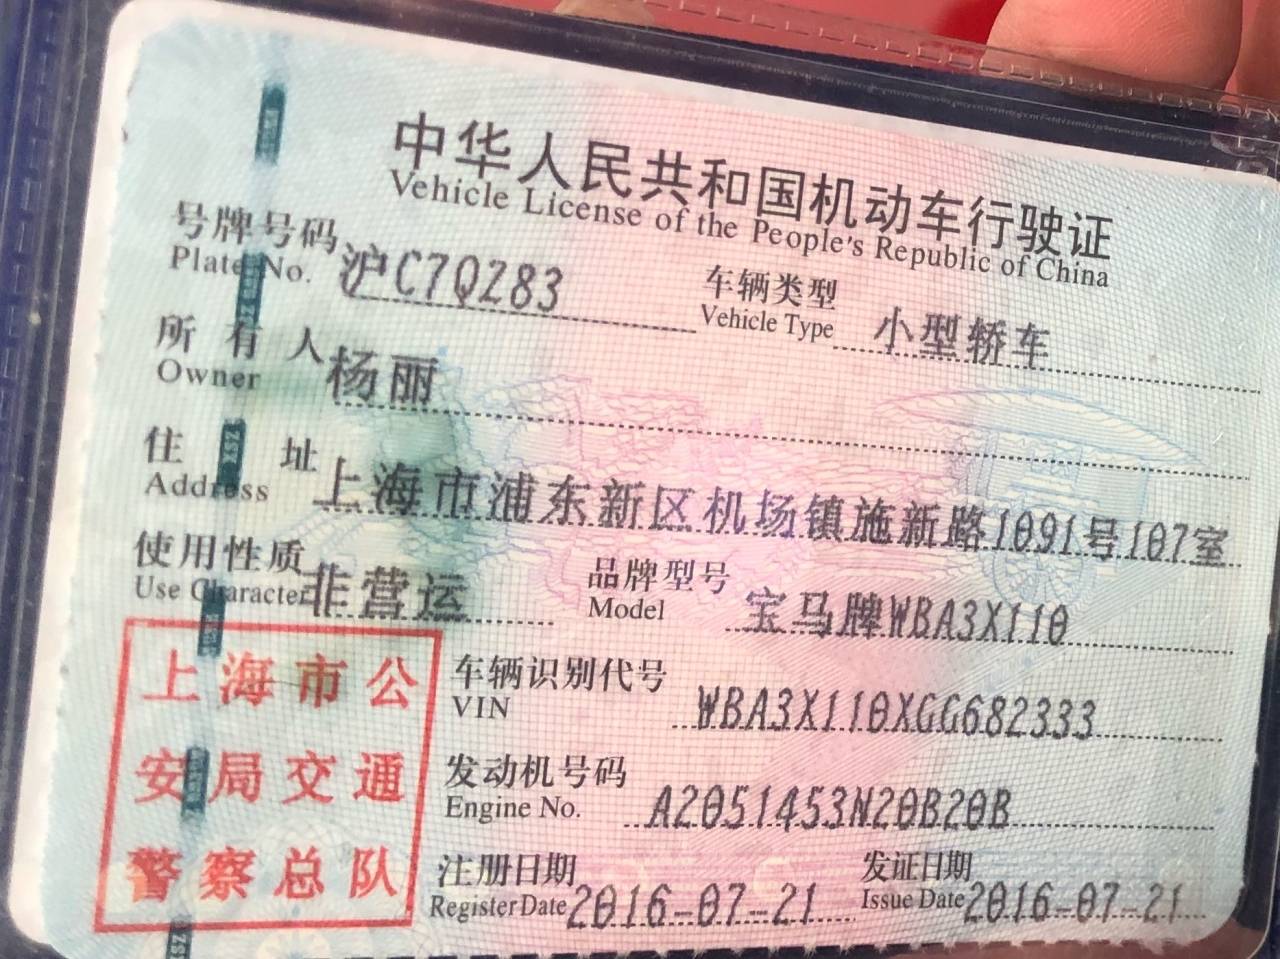 中华人民共和国机动车行驶证
Vehicle License of the People's Republic of China
号牌号码 沪C7QZ83 车辆类型 小型轿车
Plate No. Vehicle Type
所有人 杨丽
Owner
住址 上海市浦东新区机场镇施新路1091号107室
Address
使用性质 非营运 品牌型号 宝马牌WBA3X110
Use Character Model
上海市公
安局交通
警察总队
车辆识别代号 WBA3X110XGG682333
VIN
发动机号码 A2051453N20B20B
Engine No.
注册日期 2016-07-21 发证日期 2016-07-21
Register Date Issue Date